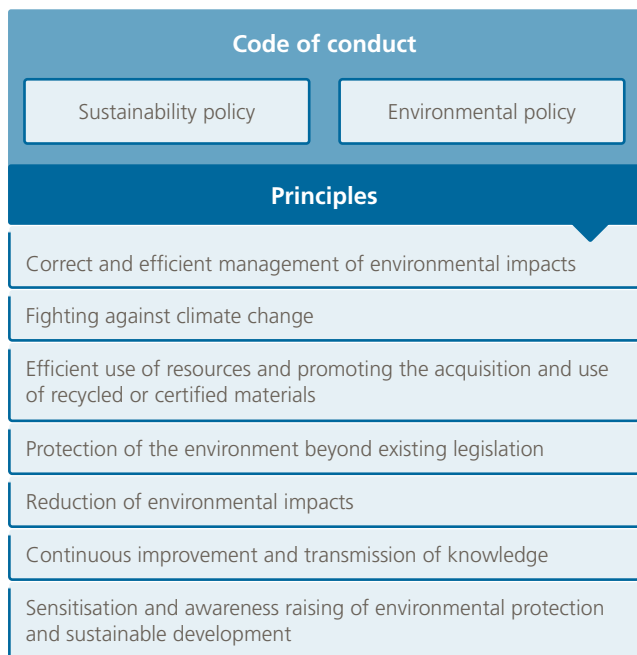 Code of conduct
Sustainability policy
Environmental policy
Principles
Correct and efficient management of environmental impacts
Fighting against climate change
Efficient use of resources and promoting the acquisition and use
of recycled or certified materials
Protection of the environment beyond existing legislation
Reduction of environmental impacts
Continuous improvement and transmission of knowledge
Sensitisation and awareness raising of environmental protection
and sustainable development